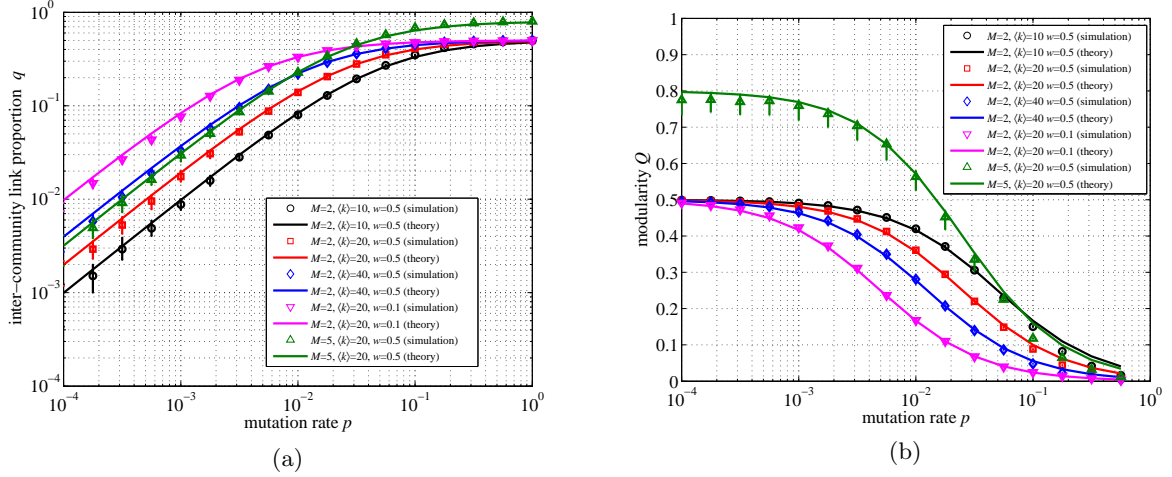 10^0
10^-1
10^-2
10^-3
10^-4
inter-community link proportion q
10^-4 10^-3 10^-2 10^-1 10^0
mutation rate p
M=2, ⟨k⟩=10, w=0.5 (simulation)
M=2, ⟨k⟩=10, w=0.5 (theory)
M=2, ⟨k⟩=20, w=0.5 (simulation)
M=2, ⟨k⟩=20, w=0.5 (theory)
M=2, ⟨k⟩=40, w=0.5 (simulation)
M=2, ⟨k⟩=40, w=0.5 (theory)
M=2, ⟨k⟩=20, w=0.1 (simulation)
M=2, ⟨k⟩=20, w=0.1 (theory)
M=5, ⟨k⟩=20, w=0.5 (simulation)
M=5, ⟨k⟩=20, w=0.5 (theory)
(a)
1
0.9
0.8
0.7
0.6
0.5
0.4
0.3
0.2
0.1
0
modularity Q
10^-4 10^-3 10^-2 10^-1 10^0
mutation rate p
M=2, ⟨k⟩=10 w=0.5 (simulation)
M=2, ⟨k⟩=10 w=0.5 (theory)
M=2, ⟨k⟩=20 w=0.5 (simulation)
M=2, ⟨k⟩=20 w=0.5 (theory)
M=2, ⟨k⟩=40 w=0.5 (simulation)
M=2, ⟨k⟩=40 w=0.5 (theory)
M=2, ⟨k⟩=20 w=0.1 (simulation)
M=2, ⟨k⟩=20 w=0.1 (theory)
M=5, ⟨k⟩=20 w=0.5 (simulation)
M=5, ⟨k⟩=20 w=0.5 (theory)
(b)